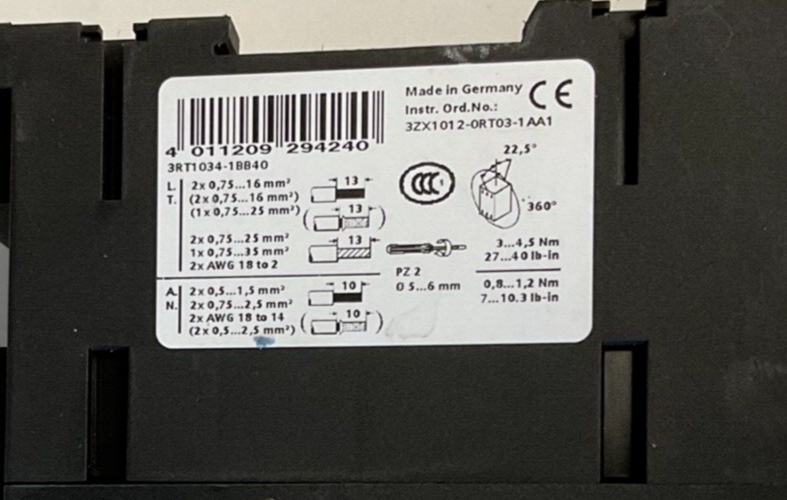 Made in Germany CE
Instr. Ord.No.:
3ZX1012-0RT03-1AA1
4 011209 294240
3RT1034-1BB40
22,5°
360°
CCC
L. 2x 0,75...16 mm² 13
T. (2x 0,75...16 mm²)
(1x 0,75...25 mm²) ( 13 )
2x 0,75...25 mm² 13
1x 0,75...35 mm²
2x AWG 18 to 2
3...4,5 Nm
27...40 lb-in
PZ 2
Ø 5...6 mm
A. 2x 0,5...1,5 mm² 10
N. 2x 0,75...2,5 mm²
2x AWG 18 to 14 ( 10 )
(2x 0,5...2,5 mm²)
0,8...1,2 Nm
7...10.3 lb-in